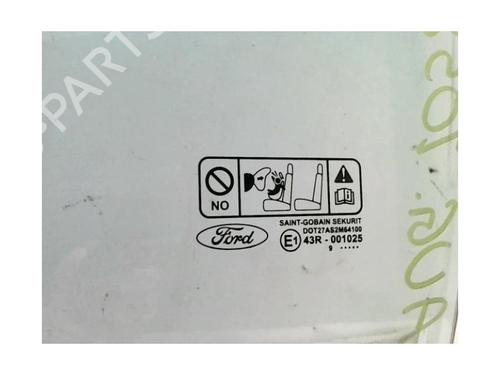 PARTS
NO
SAINT-GOBAIN SEKURIT
DOT27AS2M64100
Ford
E1 43R - 001025
9 .....